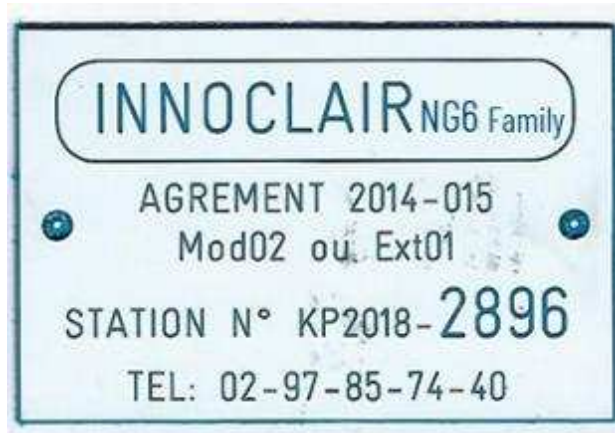 INNOCLAIR NG6 Family
AGREMENT 2014-015
Mod02 ou Ext01
STATION N° KP2018-2896
TEL: 02-97-85-74-40